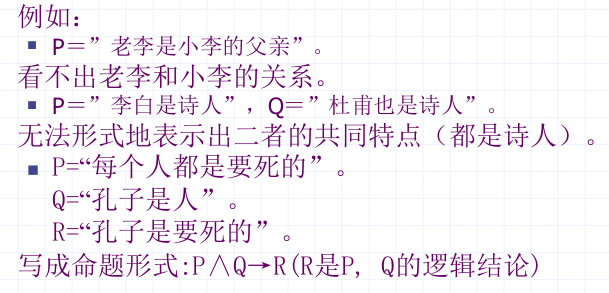 例如：
▪ P＝”老李是小李的父亲”。
看不出老李和小李的关系。
▪ P＝”李白是诗人”，Q＝”杜甫也是诗人”。
无法形式地表示出二者的共同特点（都是诗人）。
▪ P=“每个人都是要死的”。
Q=“孔子是人”。
R=“孔子是要死的”。
写成命题形式:P∧Q→R(R是P, Q的逻辑结论)